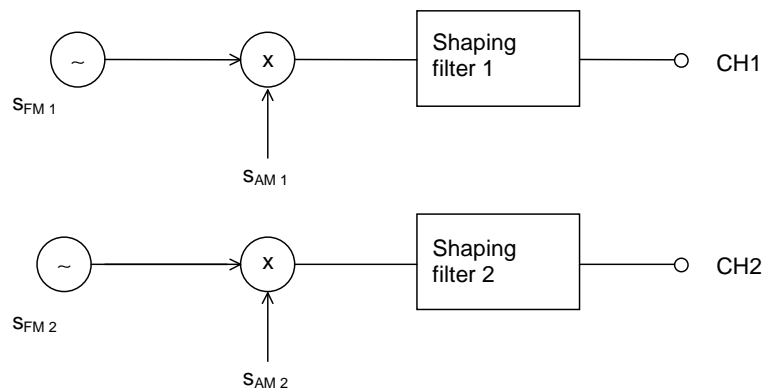 ~
x
Shaping
filter 1
CH1
SFM 1
SAM 1
~
x
Shaping
filter 2
CH2
SFM 2
SAM 2